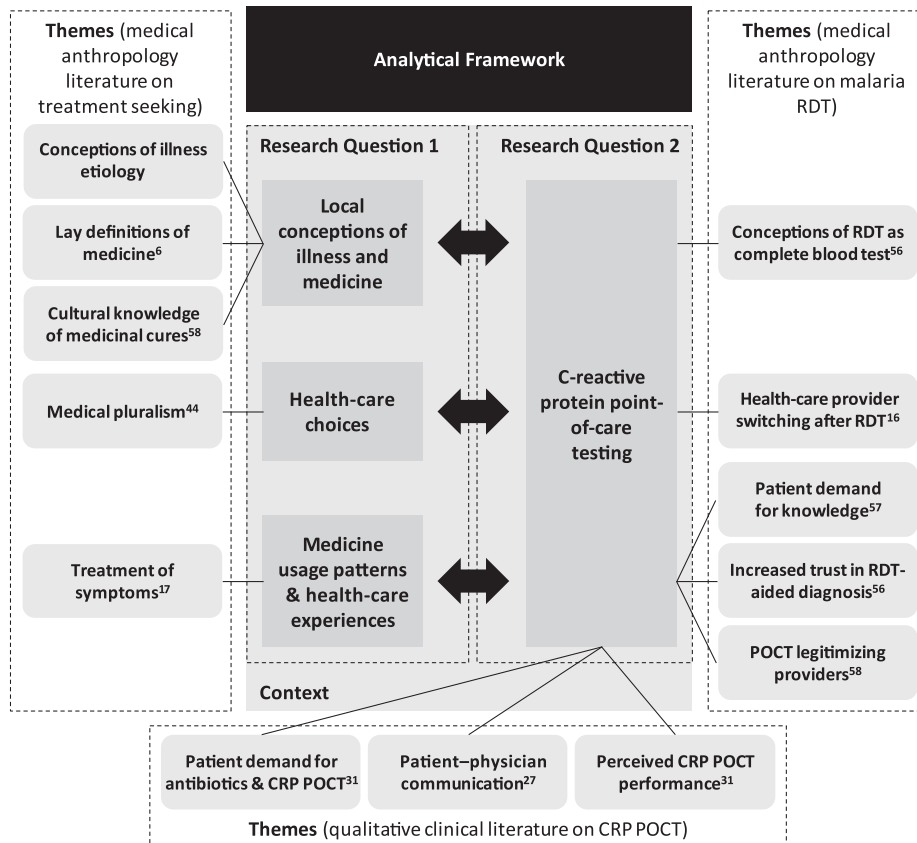 Themes (medical
anthropology
literature on
treatment seeking)
Conceptions of illness
etiology
Lay definitions of
medicine⁶
Cultural knowledge
of medicinal cures⁵⁸
Medical pluralism⁴⁴
Treatment of
symptoms¹⁷
Analytical Framework
Research Question 1
Local
conceptions of
illness and
medicine
Health-care
choices
Medicine
usage patterns
& health-care
experiences
Research Question 2
C-reactive
protein point-
of-care
testing
Context
Themes (medical
anthropology
literature on malaria
RDT)
Conceptions of RDT as
complete blood test⁵⁶
Health-care provider
switching after RDT¹⁶
Patient demand
for knowledge⁵⁷
Increased trust in RDT-
aided diagnosis⁵⁶
POCT legitimizing
providers⁵⁸
Patient demand for
antibiotics & CRP POCT³¹
Patient–physician
communication²⁷
Perceived CRP POCT
performance³¹
Themes (qualitative clinical literature on CRP POCT)